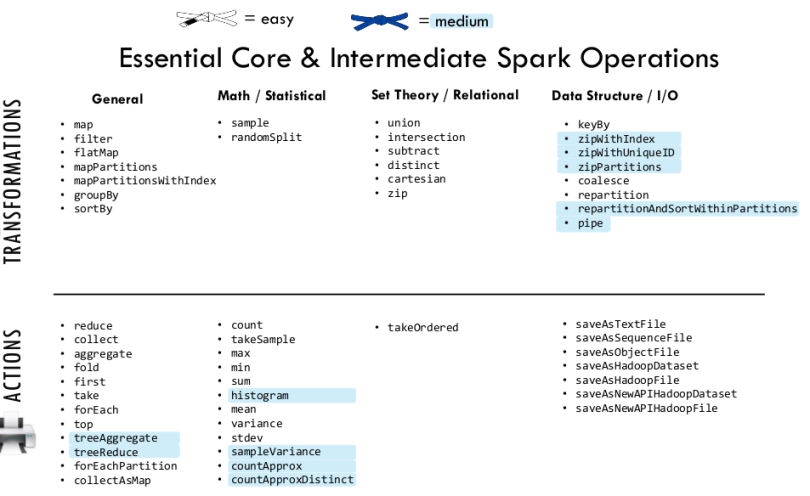 = easy
= medium
Essential Core & Intermediate Spark Operations
TRANSFORMATIONS
General
• map
• filter
• flatMap
• mapPartitions
• mapPartitionsWithIndex
• groupBy
• sortBy
Math / Statistical
• sample
• randomSplit
Set Theory / Relational
• union
• intersection
• subtract
• distinct
• cartesian
• zip
Data Structure / I/O
• keyBy
• zipWithIndex
• zipWithUniqueID
• zipPartitions
• coalesce
• repartition
• repartitionAndSortWithinPartitions
• pipe
ACTIONS
• reduce
• collect
• aggregate
• fold
• first
• take
• forEach
• top
• treeAggregate
• treeReduce
• forEachPartition
• collectAsMap
• count
• takeSample
• max
• min
• sum
• histogram
• mean
• variance
• stdev
• sampleVariance
• countApprox
• countApproxDistinct
• takeOrdered
• saveAsTextFile
• saveAsSequenceFile
• saveAsObjectFile
• saveAsHadoopDataset
• saveAsHadoopFile
• saveAsNewAPIHadoopDataset
• saveAsNewAPIHadoopFile